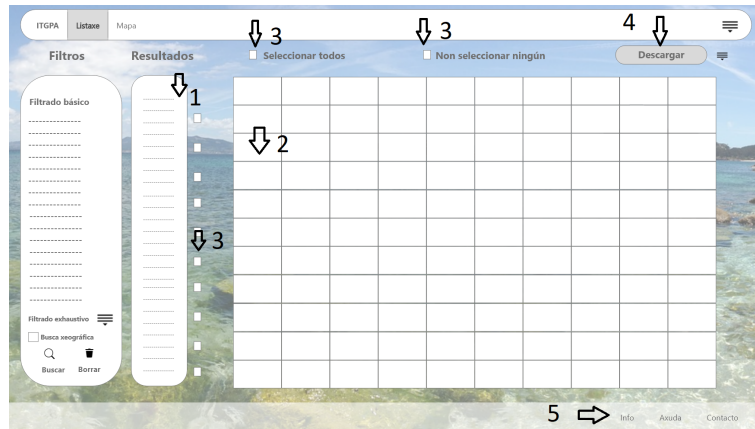 ITGPA Listaxe Mapa
3 3 4
Filtros Resultados Seleccionar todos Non seleccionar ningún Descargar
1
Filtrado básico
2
3
Filtrado exhaustivo
Busca xeográfica
Buscar Borrar
5 Info Axuda Contacto